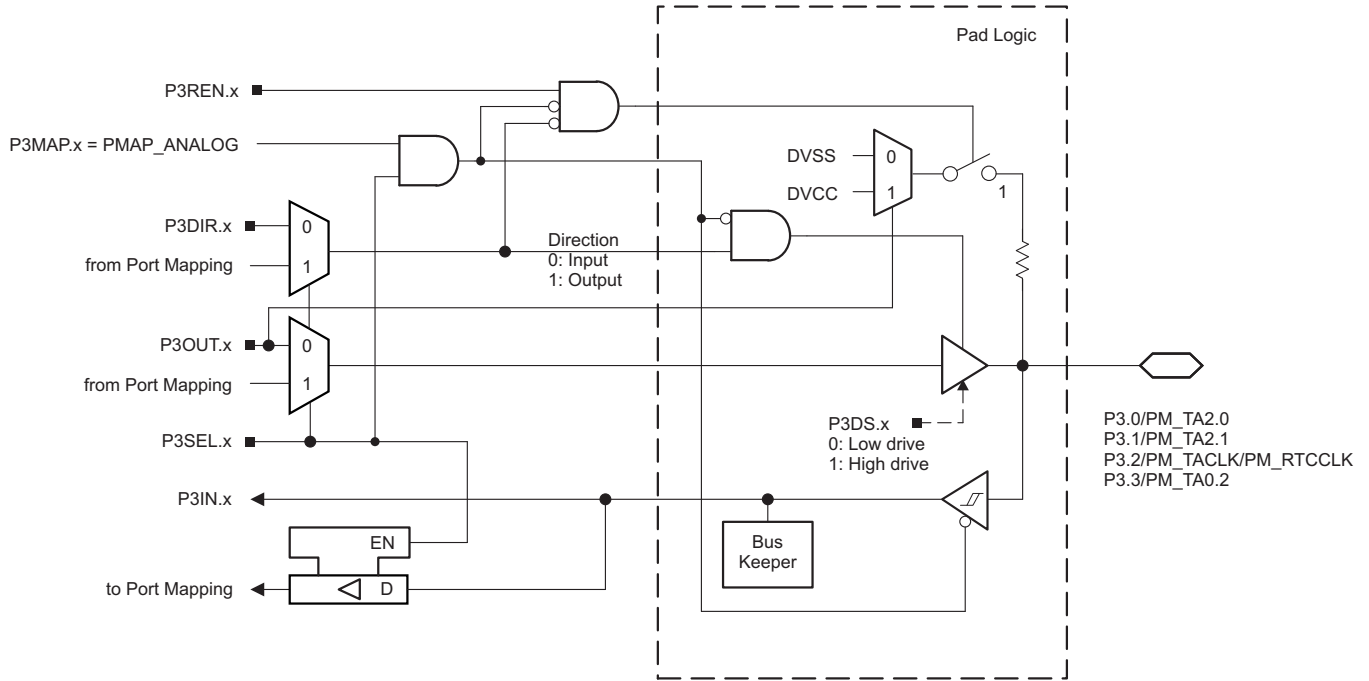 Pad Logic
P3REN.x
P3MAP.x = PMAP_ANALOG
DVSS
0
DVCC
1
1
P3DIR.x
0
from Port Mapping
1
Direction
0: Input
1: Output
P3OUT.x
0
from Port Mapping
1
P3DS.x
0: Low drive
1: High drive
P3SEL.x
P3.0/PM_TA2.0
P3.1/PM_TA2.1
P3.2/PM_TACLK/PM_RTCCLK
P3.3/PM_TA0.2
P3IN.x
EN
Bus
Keeper
to Port Mapping
D